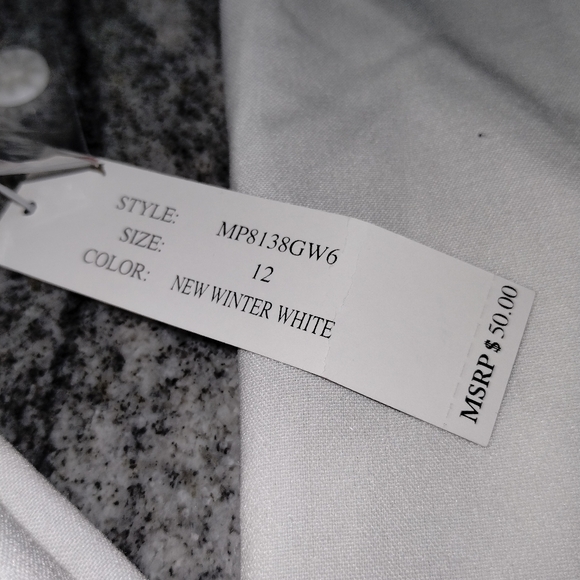 STYLE: MP8138GW6
SIZE: 12
COLOR: NEW WINTER WHITE
MSRP $ 50.00